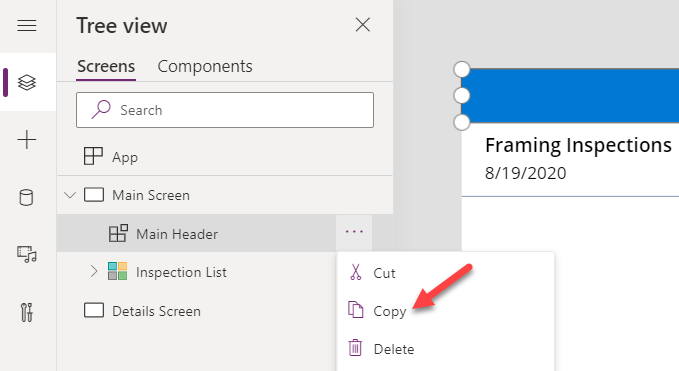 Tree view
Screens Components
Search
App
Main Screen
Main Header
Inspection List
Details Screen
Cut
Copy
Delete
Framing Inspections
8/19/2020